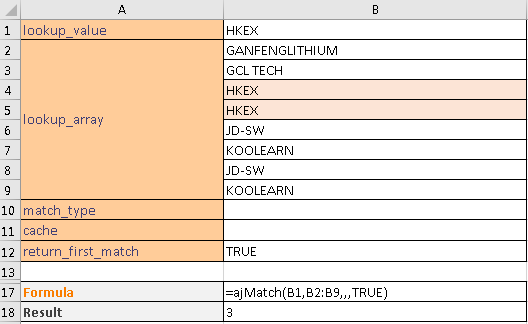 A B
1 lookup_value HKEX
2 GANFENGLITHIUM
3 GCL TECH
4 HKEX
5 lookup_array HKEX
6 JD-SW
7 KOOLEARN
8 JD-SW
9 KOOLEARN
10 match_type
11 cache
12 return_first_match TRUE
13
17 Formula =ajMatch(B1,B2:B9,,,TRUE)
18 Result 3